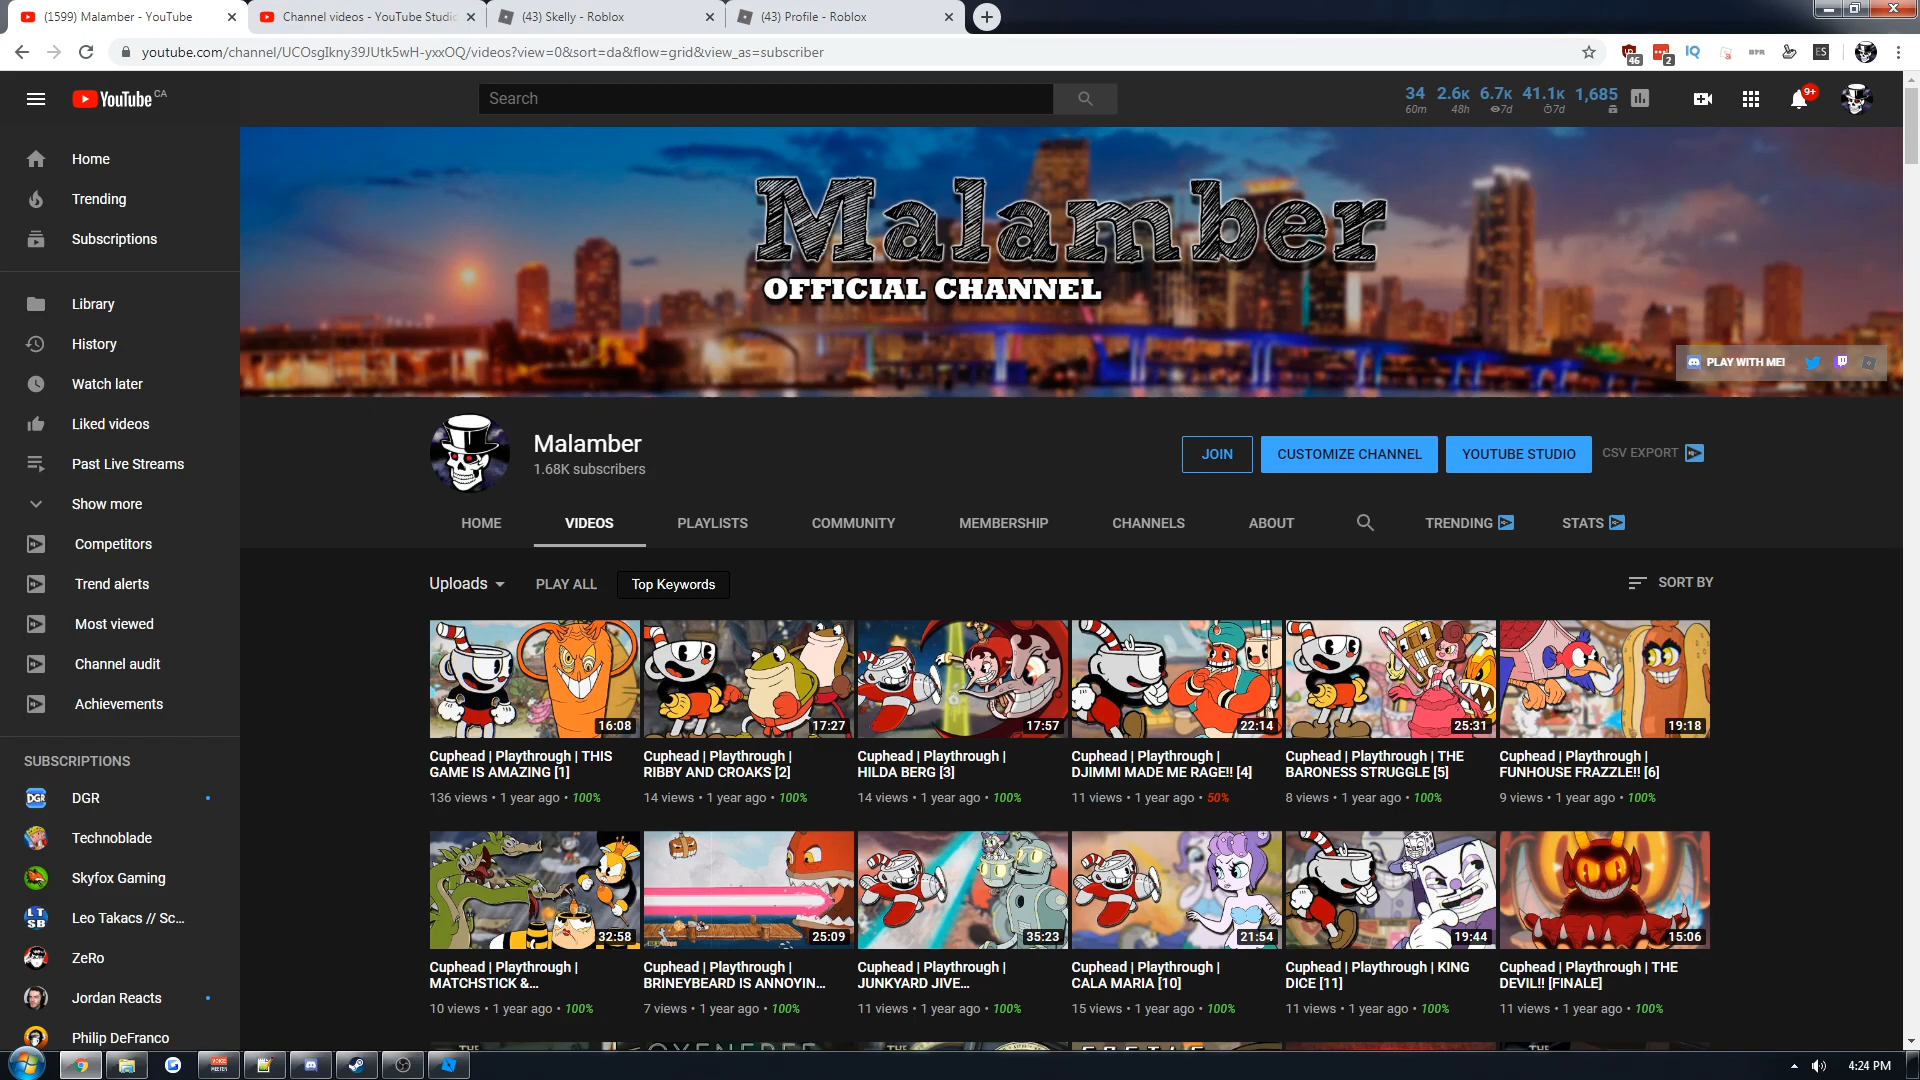 (1599) Malamber - YouTube
Channel videos - YouTube Studio
(43) Skelly - Roblox
(43) Profile - Roblox
youtube.com/channel/UCOsgIkny39JUtk5wH-yxxOQ/videos?view=0&sort=da&flow=grid&view_as=subscriber
46
2
IQ
BPR
ES
YouTube CA
Search
34 2.6K 6.7K 41.1K 1,685
60m 48h 7d 7d
9+
Home
Trending
Subscriptions
Library
History
Watch later
Liked videos
Past Live Streams
Show more
Competitors
Trend alerts
Most viewed
Channel audit
Achievements
SUBSCRIPTIONS
DGR
DGR
Technoblade
Skyfox Gaming
LT
SB
Leo Takacs // Sc...
ZeRo
Jordan Reacts
Philip DeFranco
Malamber
OFFICIAL CHANNEL
PLAY WITH ME!
Malamber
1.68K subscribers
JOIN
CUSTOMIZE CHANNEL
YOUTUBE STUDIO
CSV EXPORT
HOME VIDEOS PLAYLISTS COMMUNITY MEMBERSHIP CHANNELS ABOUT TRENDING STATS
Uploads PLAY ALL Top Keywords SORT BY
16:08 17:27 17:57 22:14 25:31 19:18
Cuphead | Playthrough | THIS
GAME IS AMAZING [1]
136 views • 1 year ago • 100%
Cuphead | Playthrough |
RIBBY AND CROAKS [2]
14 views • 1 year ago • 100%
Cuphead | Playthrough |
HILDA BERG [3]
14 views • 1 year ago • 100%
Cuphead | Playthrough |
DJIMMI MADE ME RAGE!! [4]
11 views • 1 year ago • 50%
Cuphead | Playthrough | THE
BARONESS STRUGGLE [5]
8 views • 1 year ago • 100%
Cuphead | Playthrough |
FUNHOUSE FRAZZLE!! [6]
9 views • 1 year ago • 100%
32:58 25:09 35:23 21:54 19:44 15:06
Cuphead | Playthrough |
MATCHSTICK &...
10 views • 1 year ago • 100%
Cuphead | Playthrough |
BRINEYBEARD IS ANNOYIN...
7 views • 1 year ago • 100%
Cuphead | Playthrough |
JUNKYARD JIVE...
11 views • 1 year ago • 100%
Cuphead | Playthrough |
CALA MARIA [10]
15 views • 1 year ago • 100%
Cuphead | Playthrough | KING
DICE [11]
11 views • 1 year ago • 100%
Cuphead | Playthrough | THE
DEVIL!! [FINALE]
11 views • 1 year ago • 100%
THE
THE
THE
VOICE
MEETER
4:24 PM